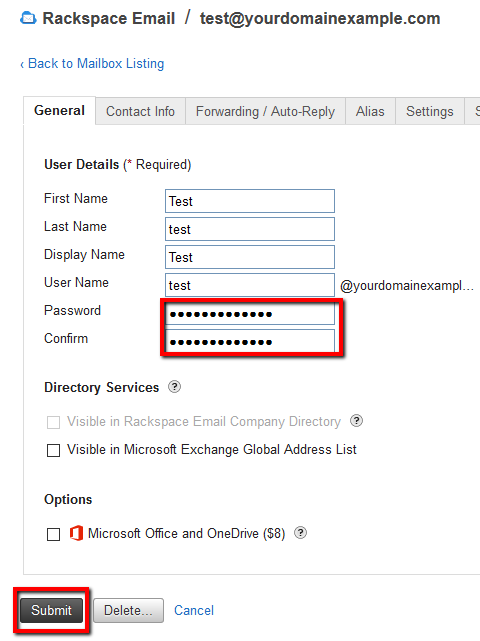 Rackspace Email / test@yourdomainexample.com
‹ Back to Mailbox Listing
General Contact Info Forwarding / Auto-Reply Alias Settings S
User Details (* Required)
First Name Test
Last Name test
Display Name Test
User Name test @yourdomainexampl...
Password •••••••••••••
Confirm •••••••••••••
Directory Services ?
Visible in Rackspace Email Company Directory ?
Visible in Microsoft Exchange Global Address List
Options
Microsoft Office and OneDrive ($8) ?
Submit Delete... Cancel